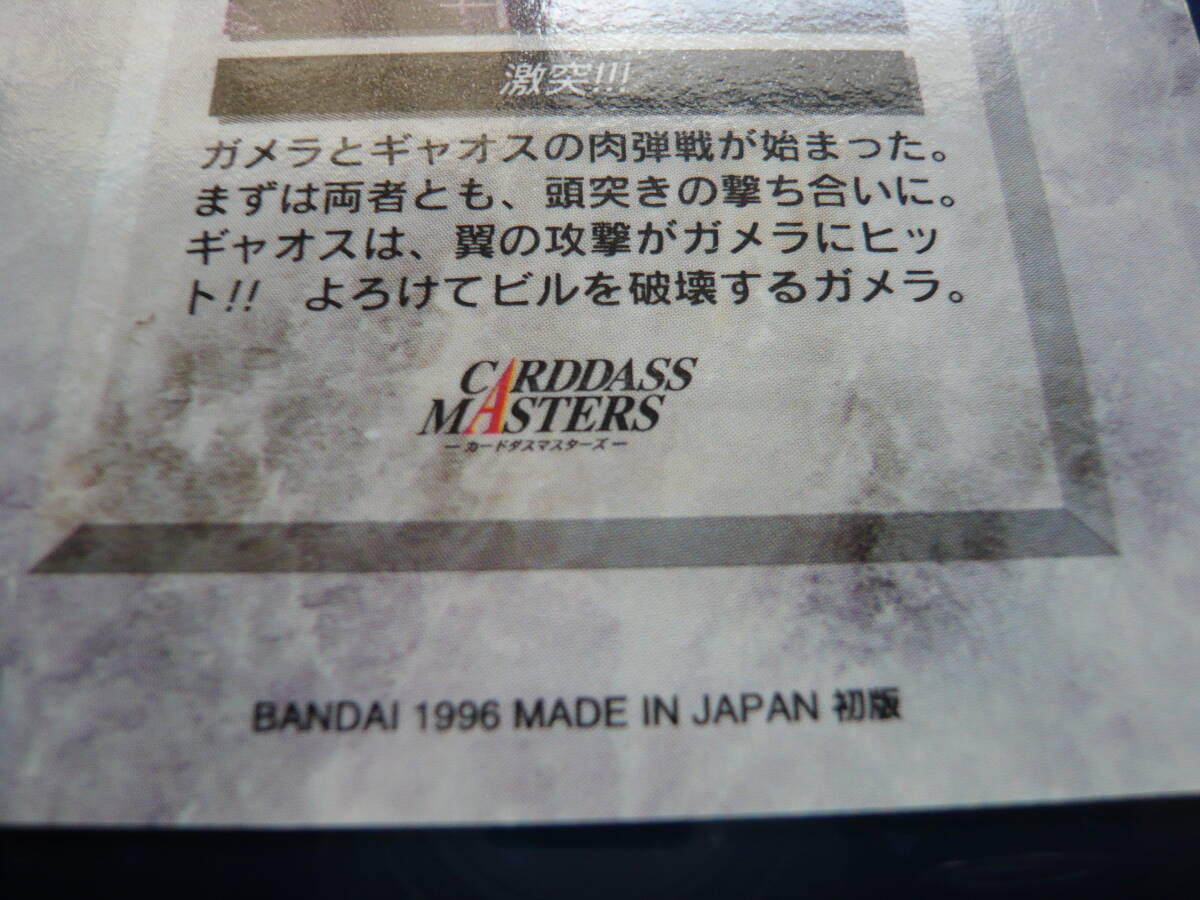 激突!!!
ガメラとギャオスの肉弾戦が始まった。
まずは両者とも、頭突きの撃ち合いに。
ギャオスは、翼の攻撃がガメラにヒッ
ト!! よろけてビルを破壊するガメラ。
CARDDASS
MASTERS
ー カードダスマスターズ ー
BANDAI 1996 MADE IN JAPAN 初版